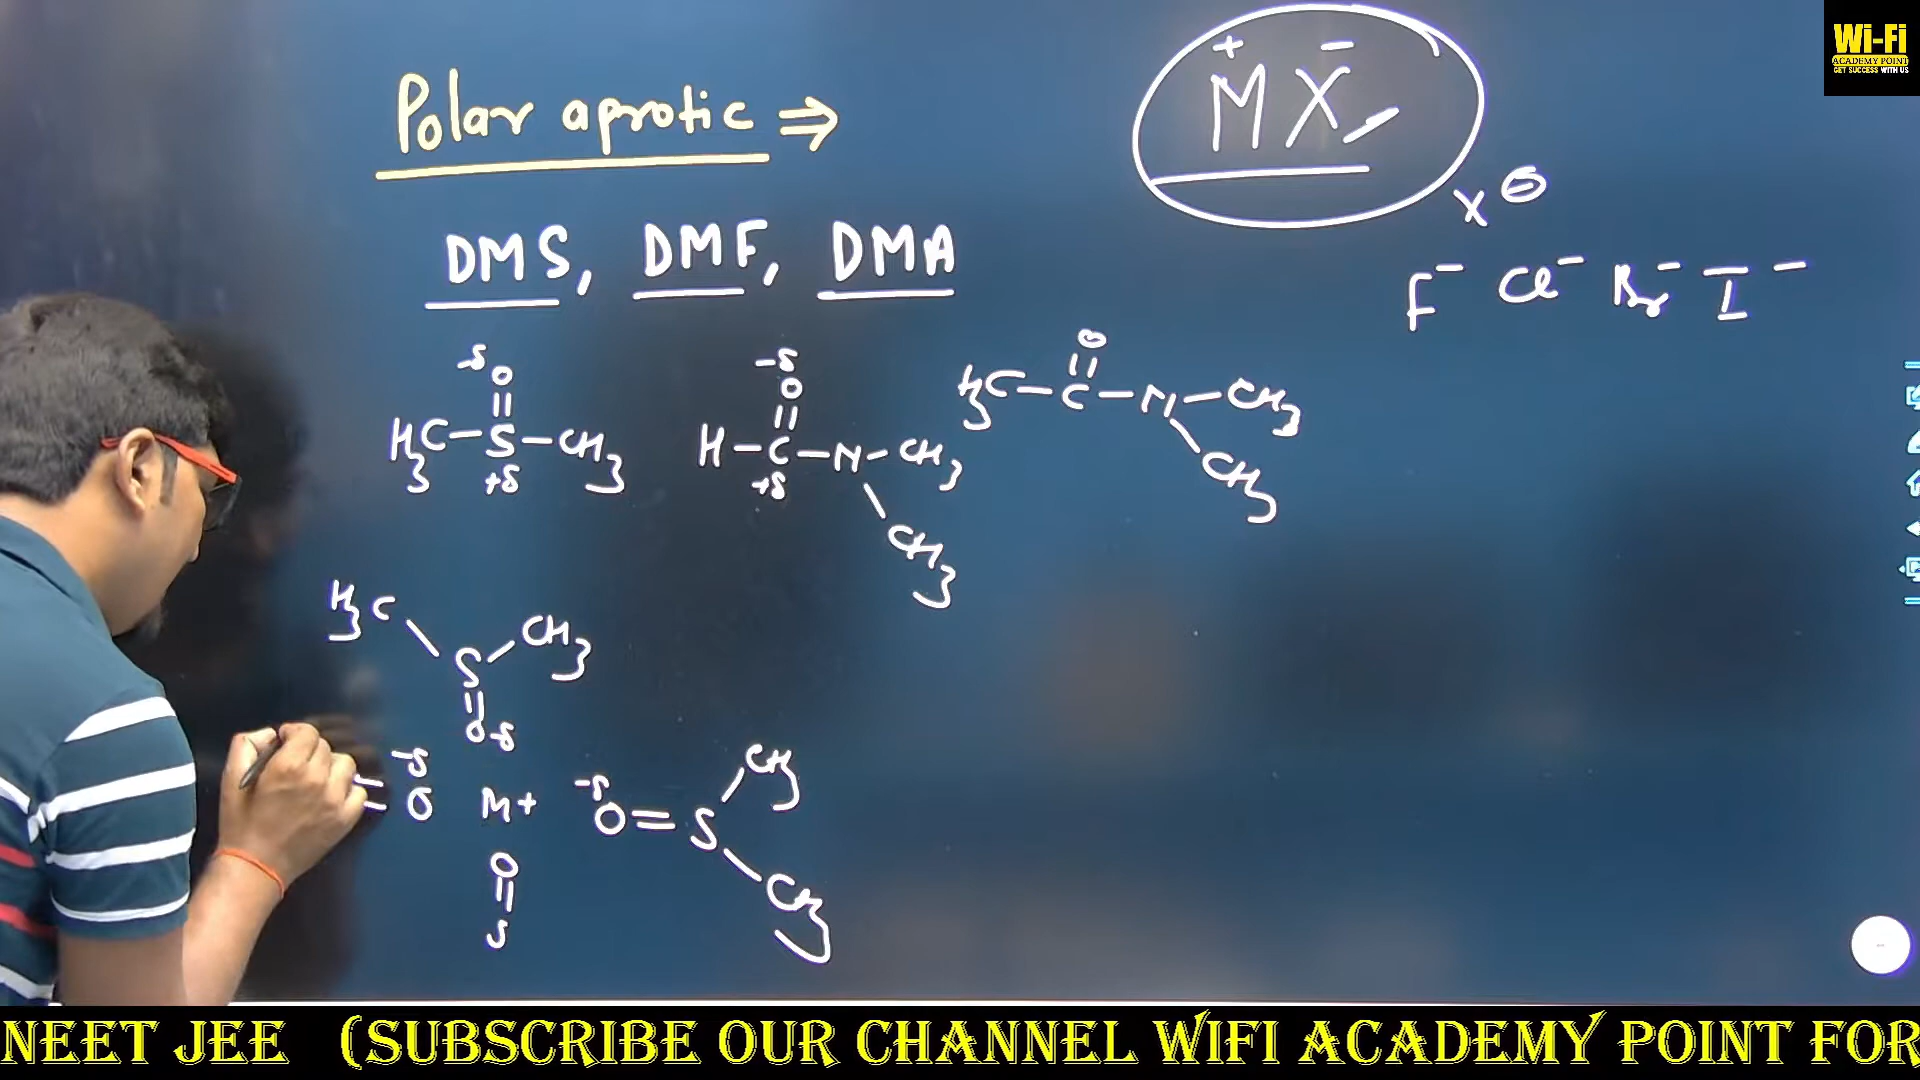 Wi-Fi
ACADEMY POINT
GET SUCCESS WITH US
Polar aprotic ⇒
+ −
MX
X⊖
F⁻ Cl⁻ Br⁻ I⁻
DMS, DMF, DMA
-δ O
H₃C—S—CH₃
+δ
-δ
O
H—C—N—CH₃
+δ
CH₃
O
H₃C—C—N—CH₃
CH₃
H₃C
CH₃
S
O-δ
-δ
O
M+
-δ
O=S
CH₃
CH₃
O
S
NEET JEE (SUBSCRIBE OUR CHANNEL WIFI ACADEMY POINT FOR